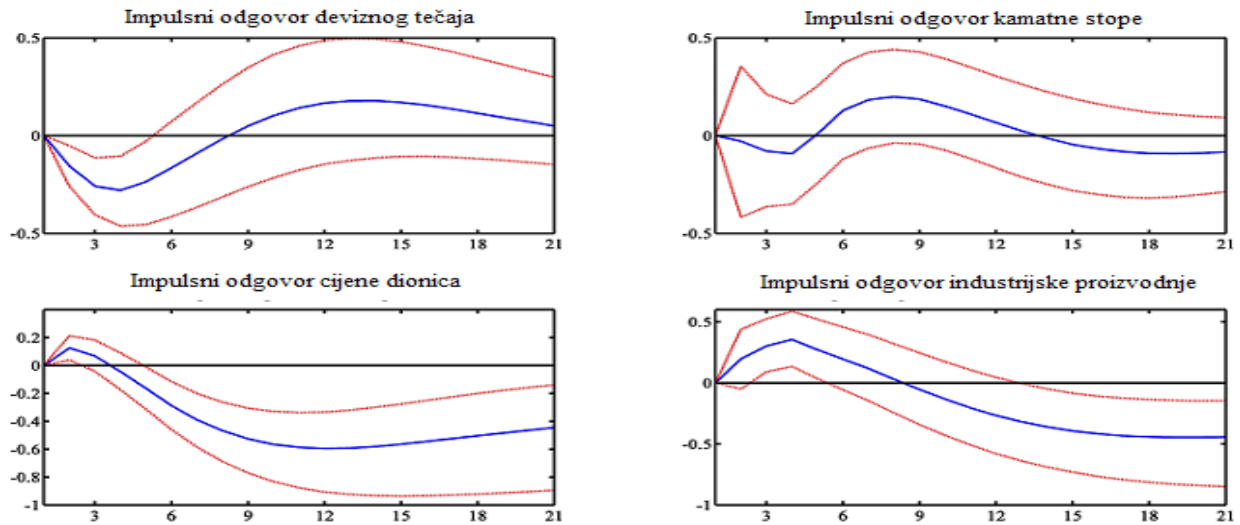 Impulsni odgovor deviznog tečaja
0.5
0
-0.5
3 6 9 12 15 18 21
Impulsni odgovor kamatne stope
0.5
0
-0.5
3 6 9 12 15 18 21
Impulsni odgovor cijene dionica
0.2
0
-0.2
-0.4
-0.6
-0.8
-1
3 6 9 12 15 18 21
Impulsni odgovor industrijske proizvodnje
0.5
0
-0.5
-1
3 6 9 12 15 18 21